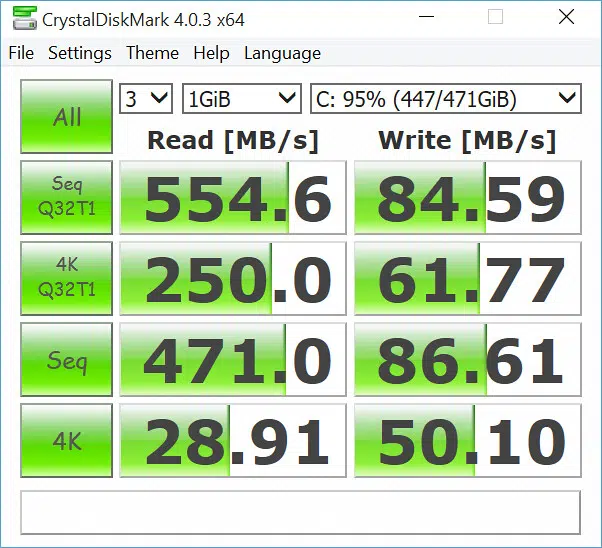 CrystalDiskMark 4.0.3 x64
File Settings Theme Help Language
All 3 1GiB C: 95% (447/471GiB)
Read [MB/s] Write [MB/s]
Seq
Q32T1
554.6 84.59
4K
Q32T1
250.0 61.77
Seq 471.0 86.61
4K 28.91 50.10